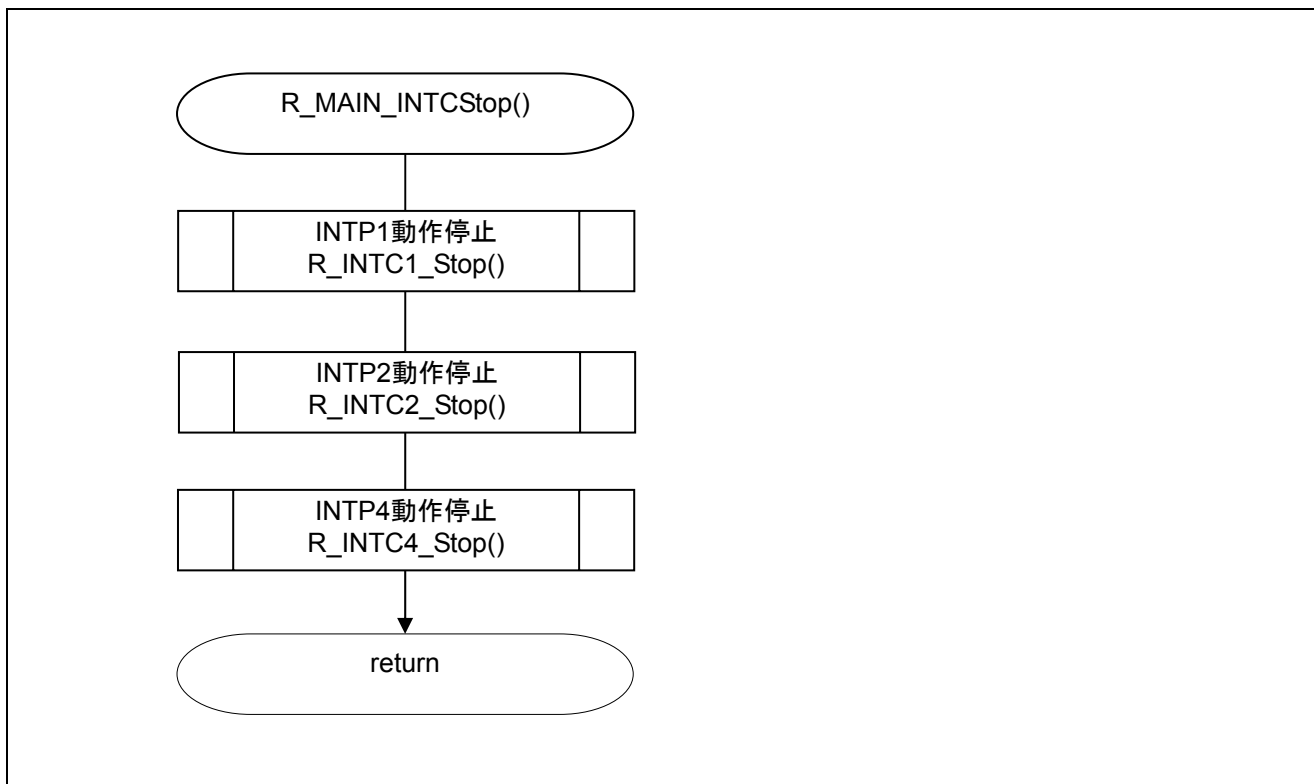 R_MAIN_INTCStop()
INTP1動作停止
R_INTC1_Stop()
INTP2動作停止
R_INTC2_Stop()
INTP4動作停止
R_INTC4_Stop()
return